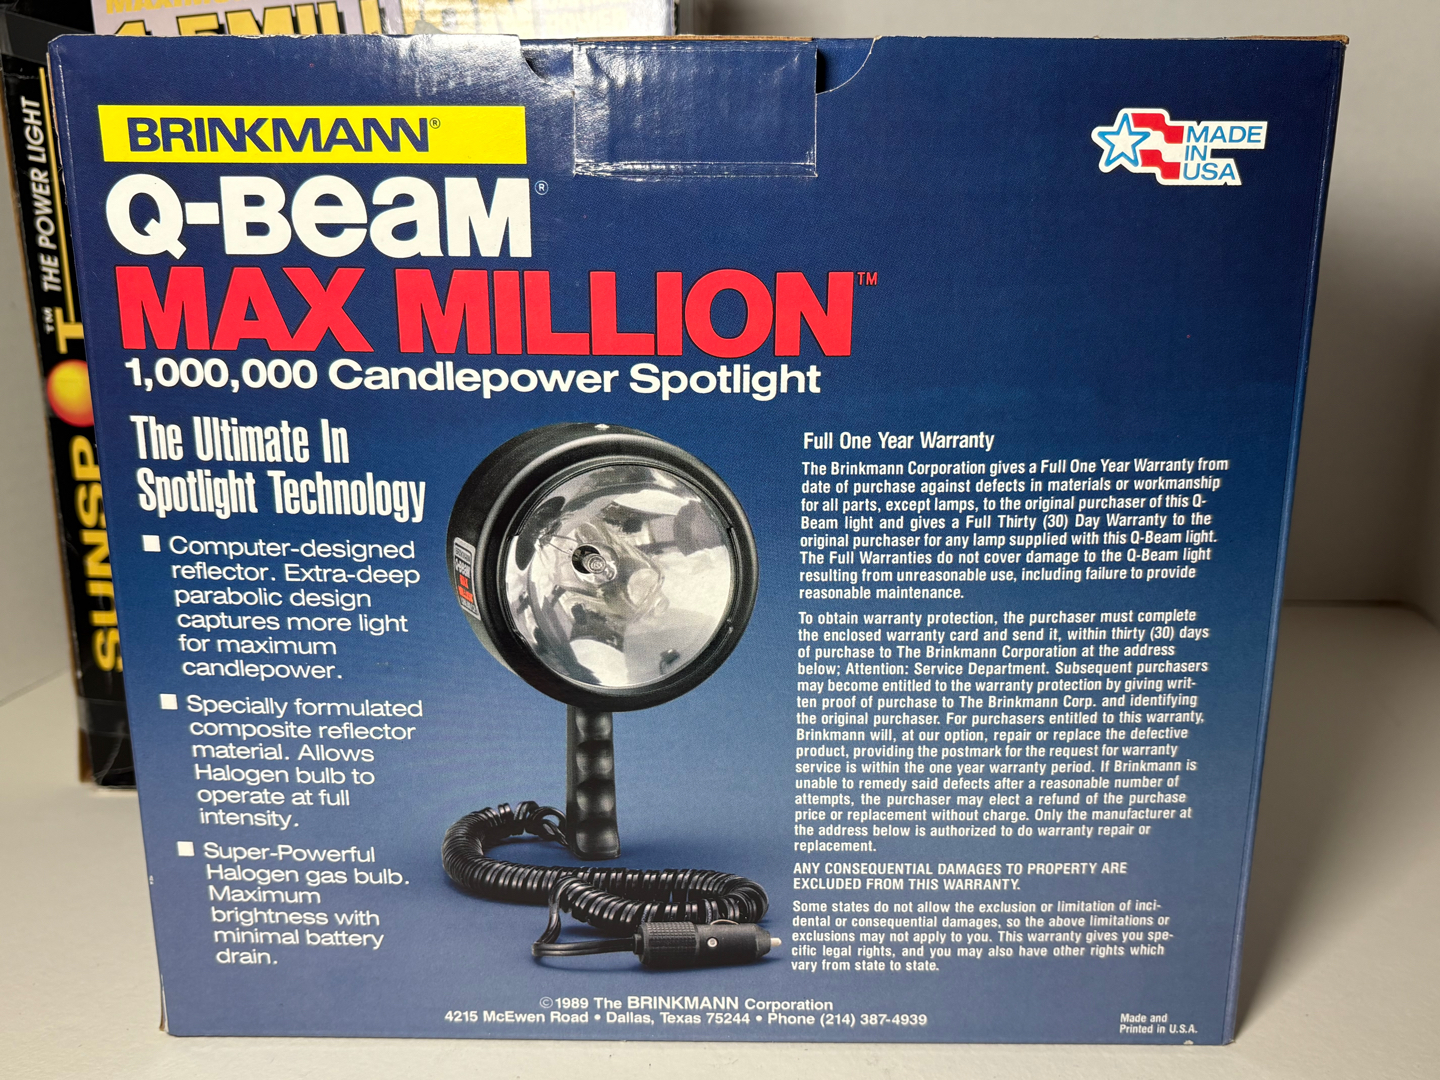 THE POWER LIGHT
TM
BRINKMANN®
Q-BEAM®
MAX MILLION™
1,000,000 Candlepower Spotlight
MADE
IN
USA
The Ultimate In
Spotlight Technology
Computer-designed
reflector. Extra-deep
parabolic design
captures more light
for maximum
candlepower.
Specially formulated
composite reflector
material. Allows
Halogen bulb to
operate at full
intensity.
Super-Powerful
Halogen gas bulb.
Maximum
brightness with
minimal battery
drain.
BRINKMANN
Q-BEAM
MAX
MILLION
Full One Year Warranty
The Brinkmann Corporation gives a Full One Year Warranty from
date of purchase against defects in materials or workmanship
for all parts, except lamps, to the original purchaser of this Q-
Beam light and gives a Full Thirty (30) Day Warranty to the
original purchaser for any lamp supplied with this Q-Beam light.
The Full Warranties do not cover damage to the Q-Beam light
resulting from unreasonable use, including failure to provide
reasonable maintenance.
To obtain warranty protection, the purchaser must complete
the enclosed warranty card and send it, within thirty (30) days
of purchase to The Brinkmann Corporation at the address
below; Attention: Service Department. Subsequent purchasers
may become entitled to the warranty protection by giving writ-
ten proof of purchase to The Brinkmann Corp. and identifying
the original purchaser. For purchasers entitled to this warranty,
Brinkmann will, at our option, repair or replace the defective
product, providing the postmark for the request for warranty
service is within the one year warranty period. If Brinkmann is
unable to remedy said defects after a reasonable number of
attempts, the purchaser may elect a refund of the purchase
price or replacement without charge. Only the manufacturer at
the address below is authorized to do warranty repair or
replacement.
ANY CONSEQUENTIAL DAMAGES TO PROPERTY ARE
EXCLUDED FROM THIS WARRANTY.
Some states do not allow the exclusion or limitation of inci-
dental or consequential damages, so the above limitations or
exclusions may not apply to you. This warranty gives you spe-
cific legal rights, and you may also have other rights which
vary from state to state.
©1989 The BRINKMANN Corporation
4215 McEwen Road • Dallas, Texas 75244 • Phone (214) 387-4939
Made and
Printed in U.S.A.